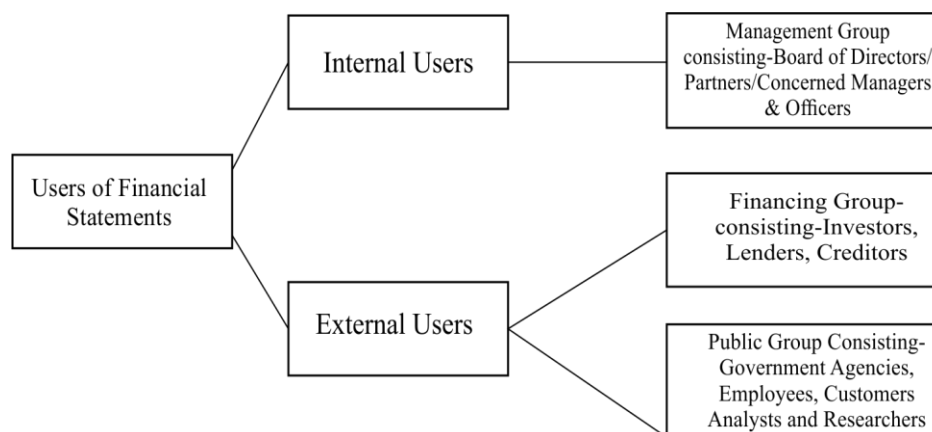 Users of Financial
Statements
Internal Users
External Users
Management Group
consisting-Board of Directors/
Partners/Concerned Managers
& Officers
Financing Group-
consisting-Investors,
Lenders, Creditors
Public Group Consisting-
Government Agencies,
Employees, Customers
Analysts and Researchers